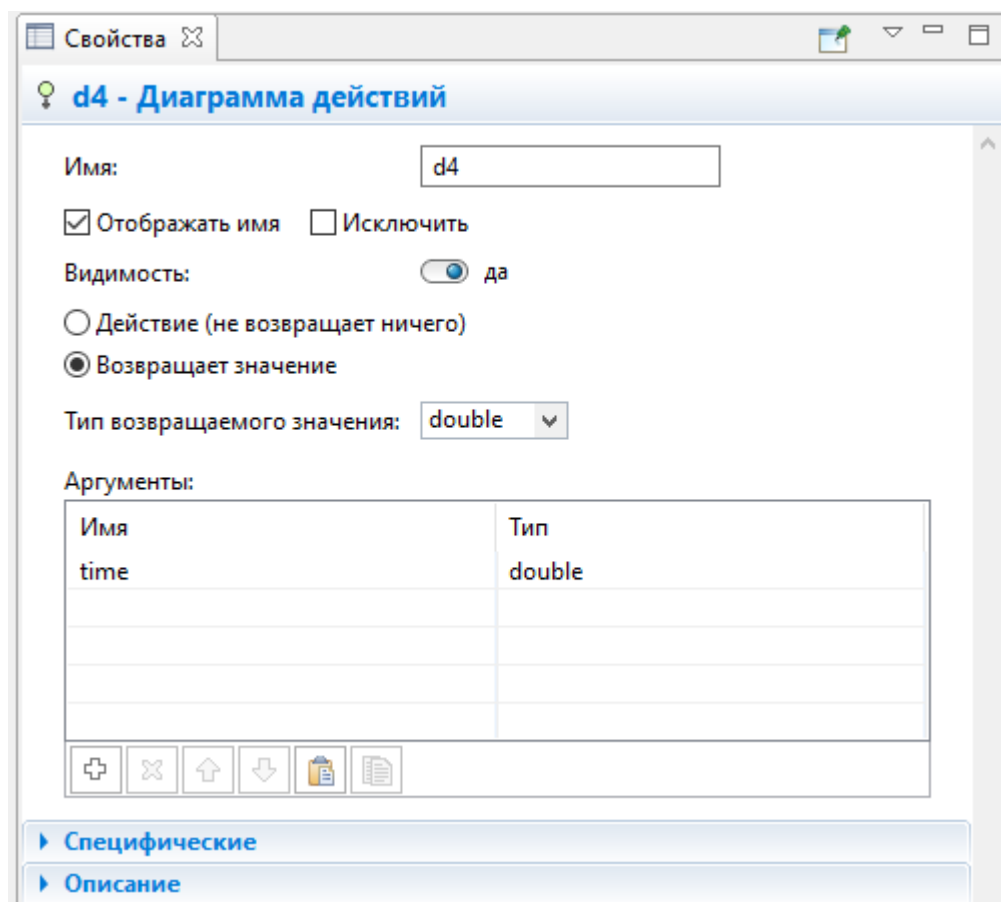 Свойства
d4 - Диаграмма действий
Имя: d4
Отображать имя Исключить
Видимость: да
Действие (не возвращает ничего)
Возвращает значение
Тип возвращаемого значения: double
Аргументы:
Имя Тип
time double
Специфические
Описание